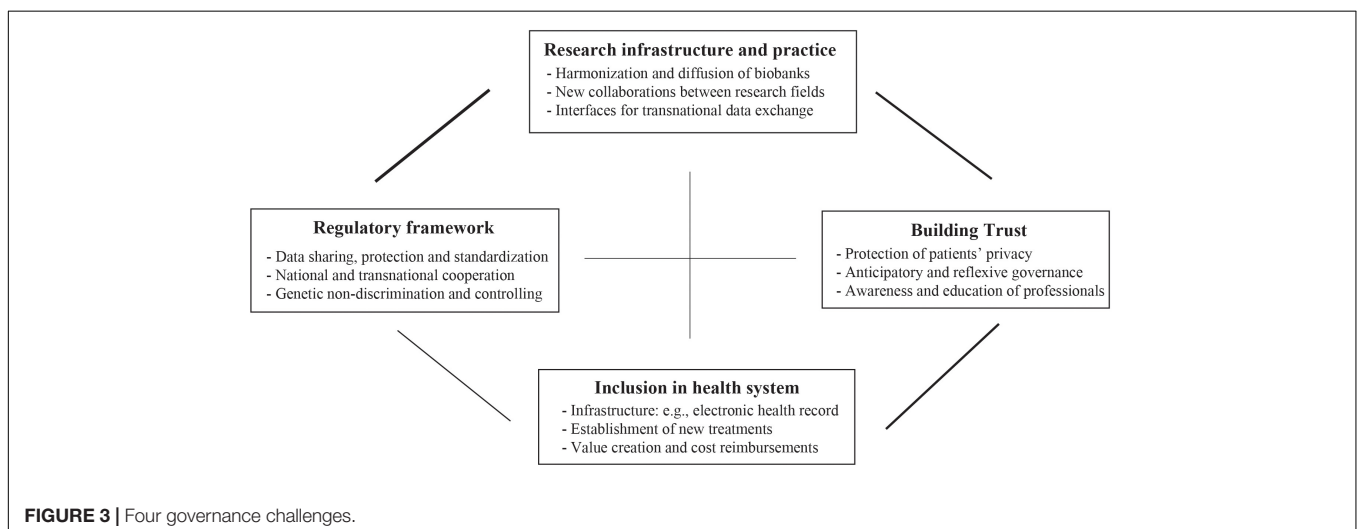 Research infrastructure and practice
- Harmonization and diffusion of biobanks
- New collaborations between research fields
- Interfaces for transnational data exchange
Regulatory framework
- Data sharing, protection and standardization
- National and transnational cooperation
- Genetic non-discrimination and controlling
Building Trust
- Protection of patients’ privacy
- Anticipatory and reflexive governance
- Awareness and education of professionals
Inclusion in health system
- Infrastructure: e.g., electronic health record
- Establishment of new treatments
- Value creation and cost reimbursements
FIGURE 3 | Four governance challenges.